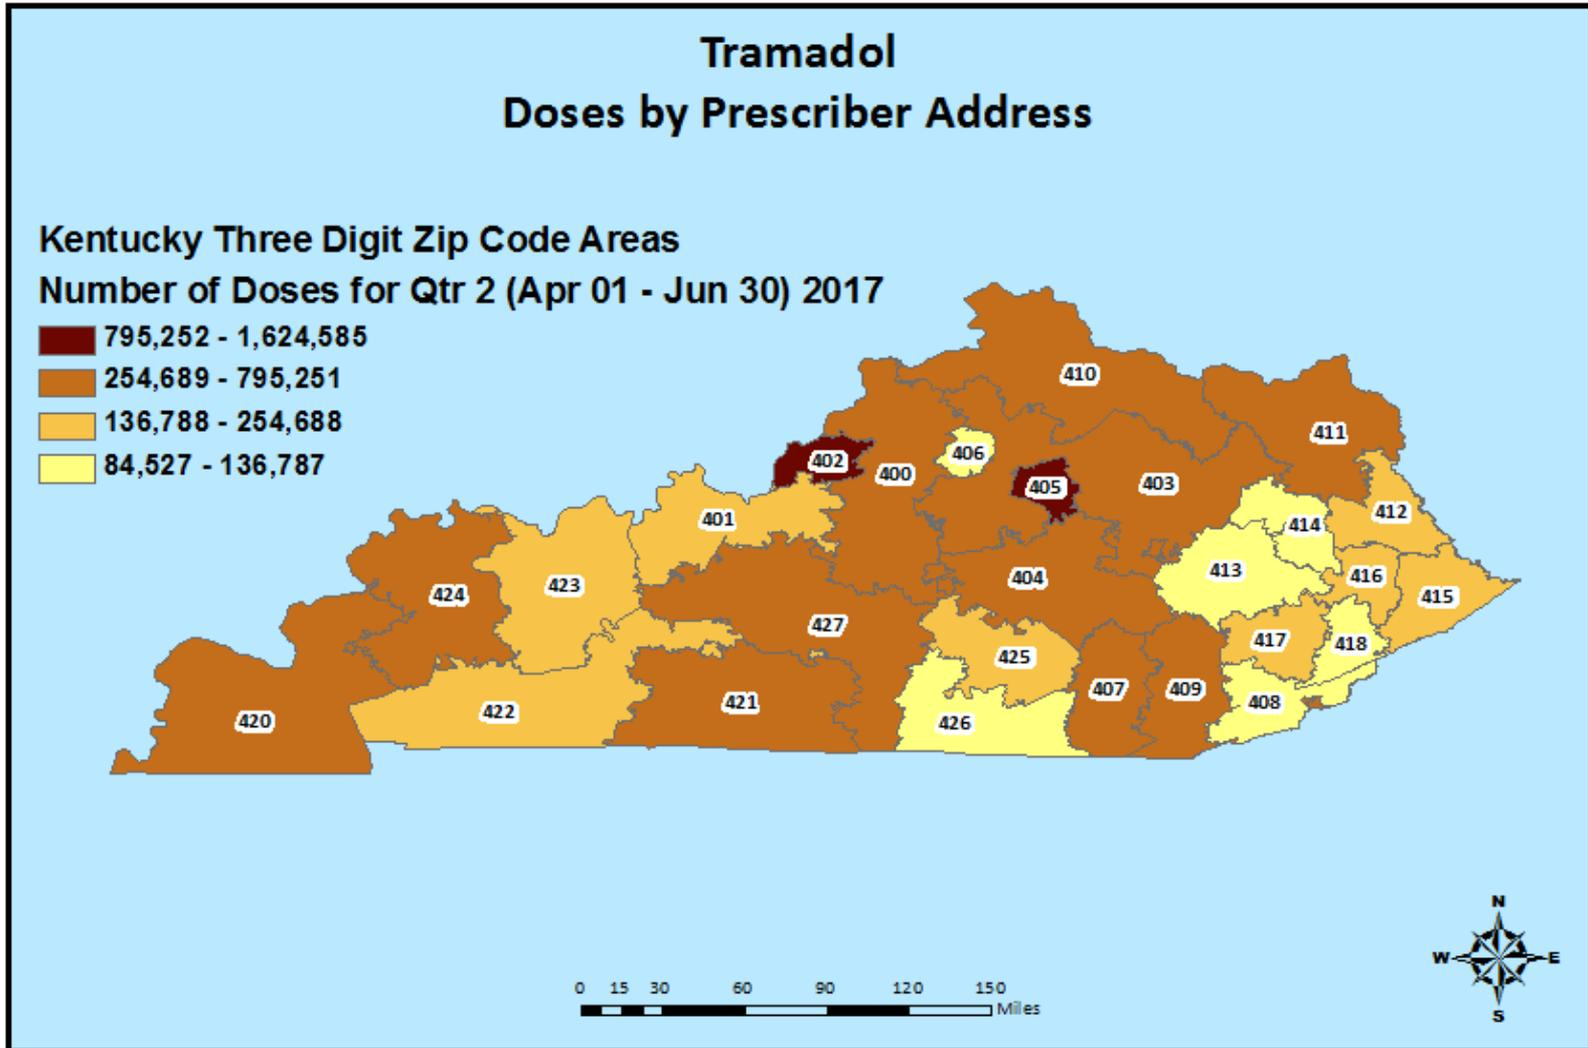 Tramadol
Doses by Prescriber Address
Kentucky Three Digit Zip Code Areas
Number of Doses for Qtr 2 (Apr 01 - Jun 30) 2017
795,252 - 1,624,585
254,689 - 795,251
136,788 - 254,688
84,527 - 136,787
410
411
402
406
400
405
403
401
412
414
404
413
416
424
423
415
427
417
418
425
407
409
408
420
422
421
426
N
W E
S
0 15 30 60 90 120 150
Miles